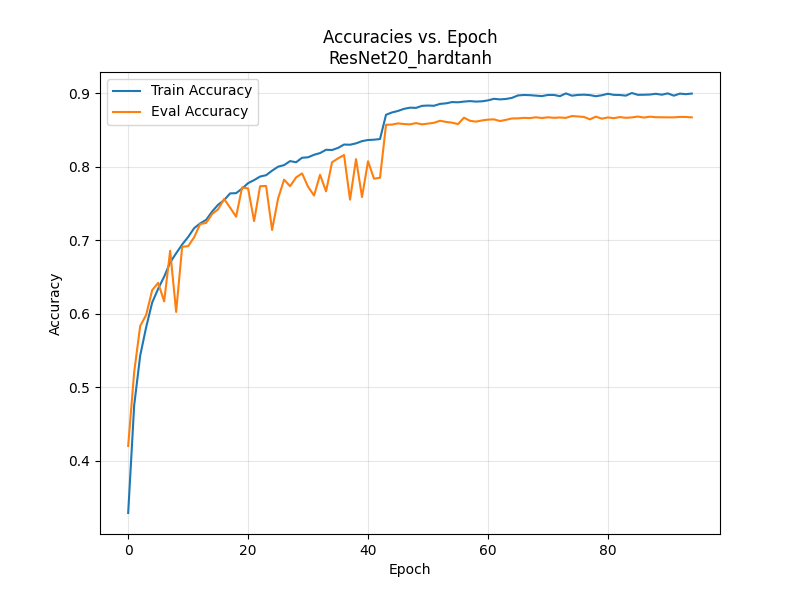 Accuracies vs. Epoch
ResNet20_hardtanh
Train Accuracy
Eval Accuracy
0.9
0.8
0.7
0.6
0.5
0.4
Accuracy
0 20 40 60 80
Epoch